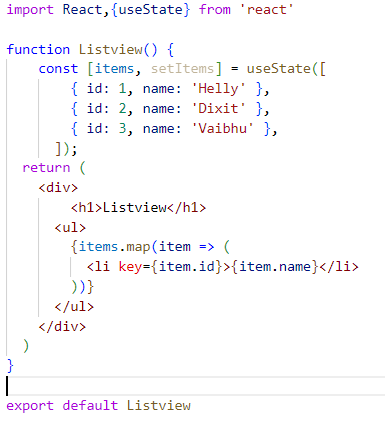 import React,{useState} from 'react'
function Listview() {
const [items, setItems] = useState([
{ id: 1, name: 'Helly' },
{ id: 2, name: 'Dixit' },
{ id: 3, name: 'Vaibhu' },
]);
return (
<div>
<h1>Listview</h1>
<ul>
{items.map(item => (
<li key={item.id}>{item.name}</li>
))}
</ul>
</div>
)
}
export default Listview